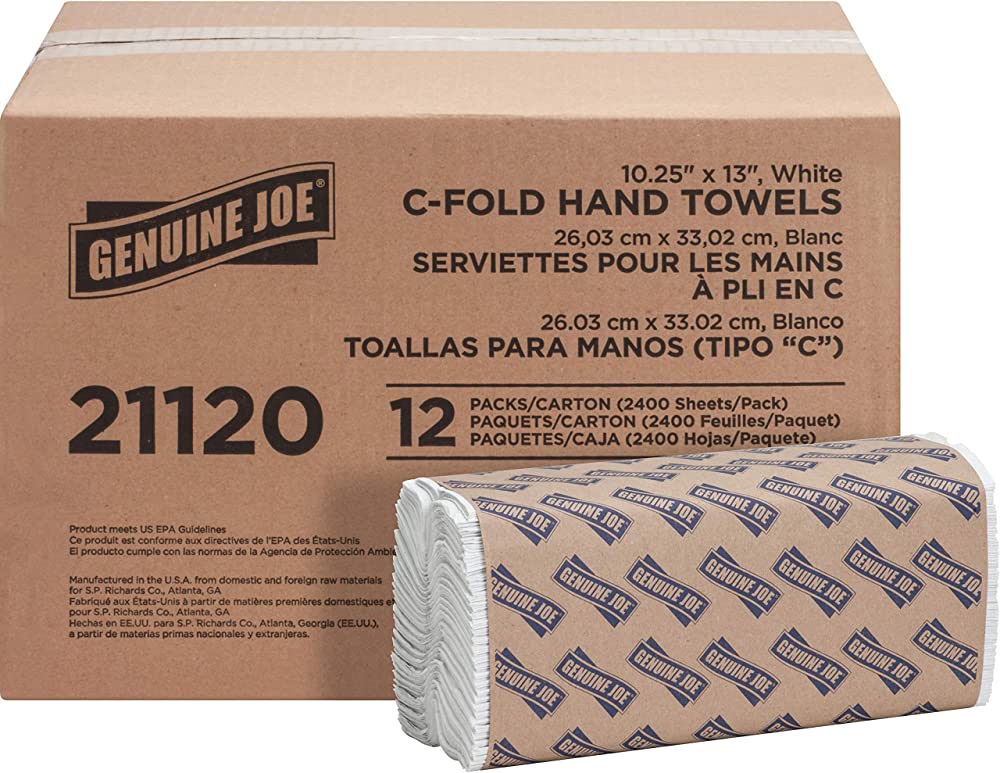 GENUINE JOE®
10.25" x 13", White
C-FOLD HAND TOWELS
26,03 cm x 33,02 cm, Blanc
SERVIETTES POUR LES MAINS
À PLI EN C
26.03 cm x 33.02 cm, Blanco
TOALLAS PARA MANOS (TIPO “C”)
21120
12
PACKS/CARTON (2400 Sheets/Pack)
PAQUETS/CARTON (2400 Feuilles/Paquet)
PAQUETES/CAJA (2400 Hojas/Paquete)
Product meets US EPA Guidelines
Ce produit est conforme aux directives de l'EPA des États-Unis
El producto cumple con las normas de la Agencia de Protección
Manufactured in the U.S.A. from domestic and foreign raw materials
for S.P. Richards Co., Atlanta, GA
Fabriqué aux États-Unis à partir de matières premières domestiques
pour S.P. Richards Co., Atlanta, GA
Hechas en EE.UU. para S.P. Richards Co., Atlanta, Georgia (EE.UU.),
a partir de materias primas nacionales y extranjeras.
GENUINE JOE